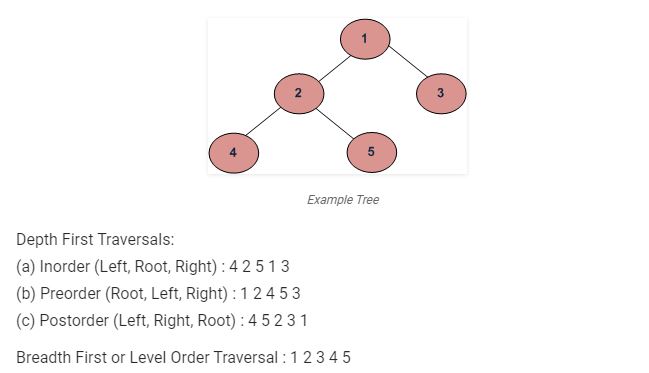 1
2 3
4 5
Example Tree
Depth First Traversals:
(a) Inorder (Left, Root, Right) : 4 2 5 1 3
(b) Preorder (Root, Left, Right) : 1 2 4 5 3
(c) Postorder (Left, Right, Root) : 4 5 2 3 1
Breadth First or Level Order Traversal : 1 2 3 4 5